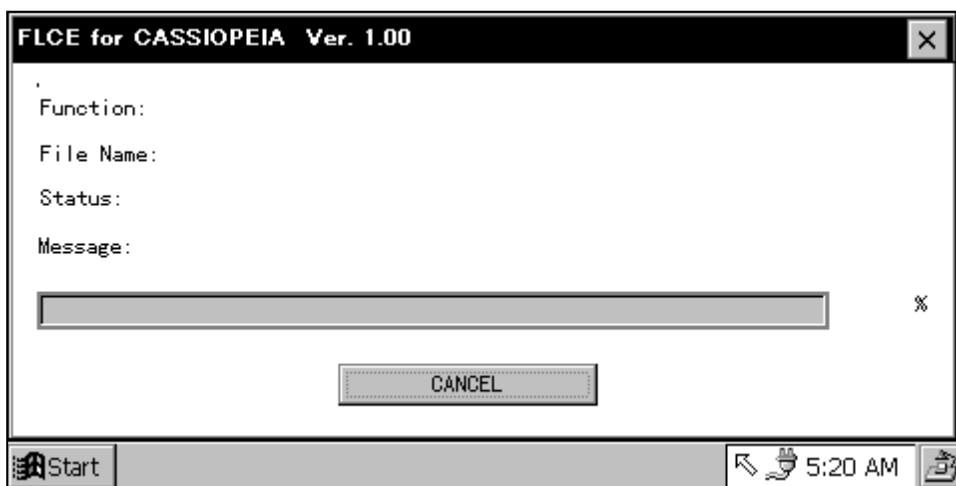 FLCE for CASSIOPEIA Ver. 1.00
Function:
File Name:
Status:
Message:
%
CANCEL
Start 5:20 AM